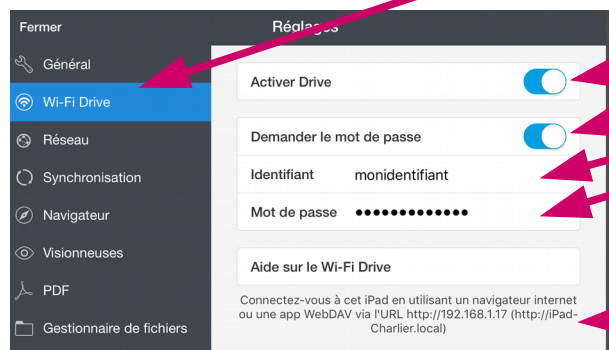 Fermer
Réglages
Général
Wi-Fi Drive
Réseau
Synchronisation
Navigateur
Visionneuses
PDF
Gestionnaire de fichiers
Activer Drive
Demander le mot de passe
Identifiant monidentifiant
Mot de passe •••••••••••••
Aide sur le Wi-Fi Drive
Connectez-vous à cet iPad en utilisant un navigateur internet
ou une app WebDAV via l'URL http://192.168.1.17 (http://iPad-
Charlier.local)